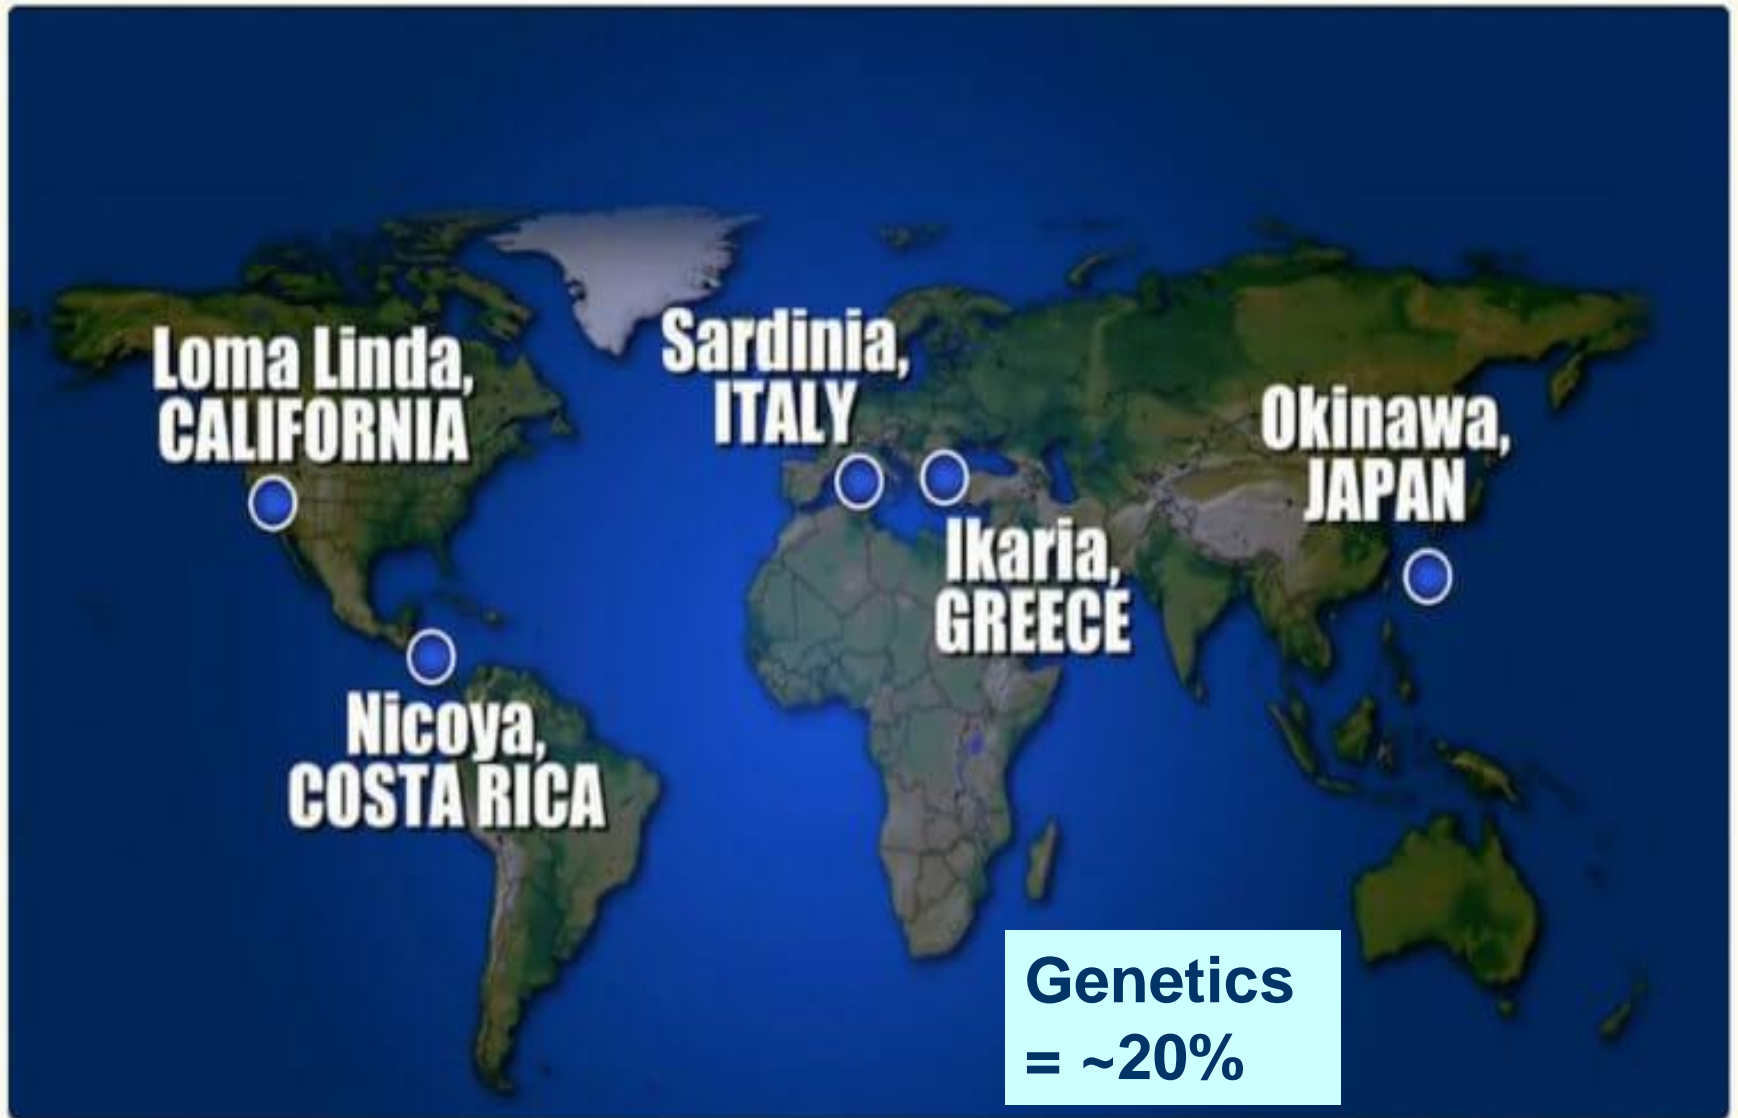 Loma Linda,
CALIFORNIA
Sardinia,
ITALY
Okinawa,
JAPAN
Ikaria,
GREECE
Nicoya,
COSTA RICA
Genetics
= ~20%